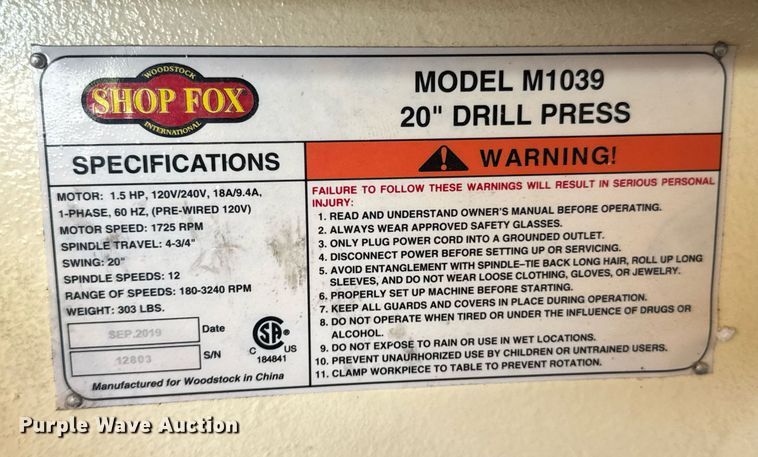 WOODSTOCK
SHOP FOX
INTERNATIONAL
MODEL M1039
20" DRILL PRESS
SPECIFICATIONS
MOTOR: 1.5 HP, 120V/240V, 18A/9.4A,
1-PHASE, 60 HZ, (PRE-WIRED 120V)
MOTOR SPEED: 1725 RPM
SPINDLE TRAVEL: 4-3/4"
SWING: 20"
SPINDLE SPEEDS: 12
RANGE OF SPEEDS: 180-3240 RPM
WEIGHT: 303 LBS.
SEP.2019 Date
12803 S/N
C US
184841
Manufactured for Woodstock in China
WARNING!
FAILURE TO FOLLOW THESE WARNINGS WILL RESULT IN SERIOUS PERSONAL
INJURY:
1. READ AND UNDERSTAND OWNER'S MANUAL BEFORE OPERATING.
2. ALWAYS WEAR APPROVED SAFETY GLASSES.
3. ONLY PLUG POWER CORD INTO A GROUNDED OUTLET.
4. DISCONNECT POWER BEFORE SETTING UP OR SERVICING.
5. AVOID ENTANGLEMENT WITH SPINDLE–TIE BACK LONG HAIR, ROLL UP LONG
SLEEVES, AND DO NOT WEAR LOOSE CLOTHING, GLOVES, OR JEWELRY.
6. PROPERLY SET UP MACHINE BEFORE STARTING.
7. KEEP ALL GUARDS AND COVERS IN PLACE DURING OPERATION.
8. DO NOT OPERATE WHEN TIRED OR UNDER THE INFLUENCE OF DRUGS OR
ALCOHOL.
9. DO NOT EXPOSE TO RAIN OR USE IN WET LOCATIONS.
10. PREVENT UNAUHORIZED USE BY CHILDREN OR UNTRAINED USERS.
11. CLAMP WORKPIECE TO TABLE TO PREVENT ROTATION.
Purple Wave Auction